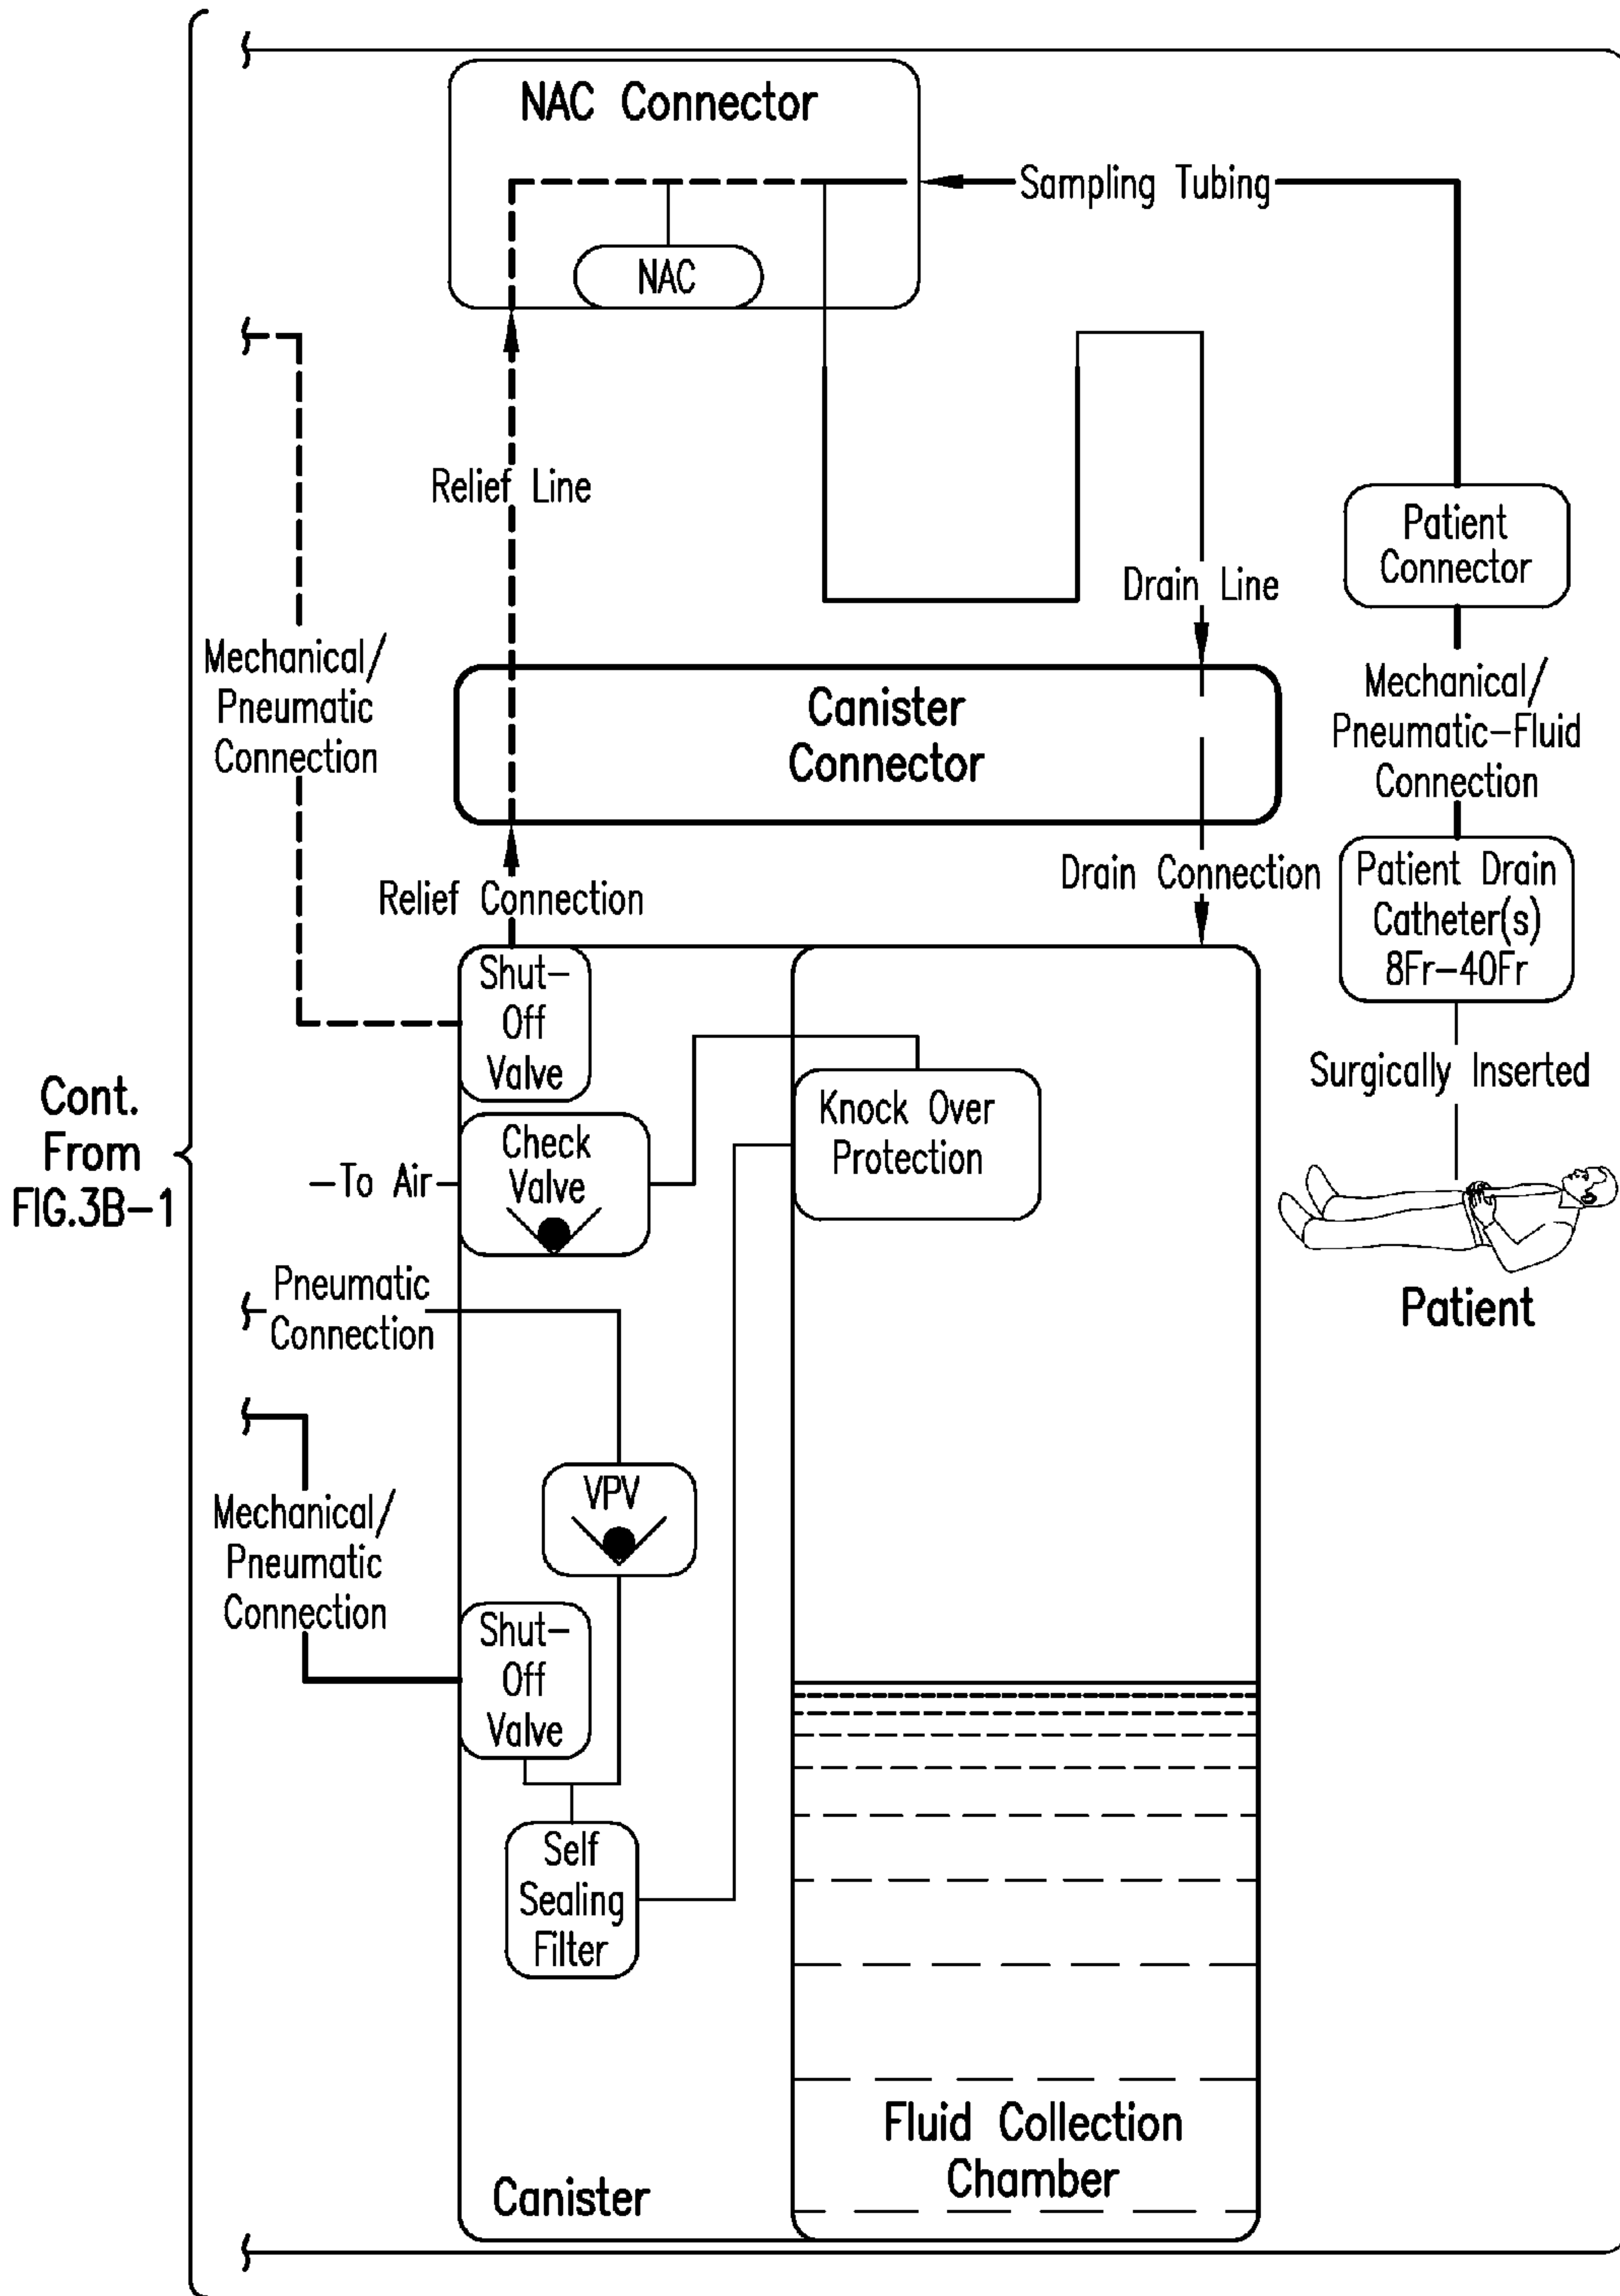 NAC Connector
Sampling Tubing
NAC
Relief Line
Patient
Connector
Drain Line
Mechanical/
Pneumatic
Connection
Canister
Connector
Mechanical/
Pneumatic-Fluid
Connection
Relief Connection
Drain Connection
Patient Drain
Catheter(s)
8Fr-40Fr
Shut-
Off
Valve
Surgically Inserted
Cont.
From
FIG.3B-1
Check
Valve
To Air
Knock Over
Protection
Patient
Pneumatic
Connection
VPV
Mechanical/
Pneumatic
Connection
Shut-
Off
Valve
Self
Sealing
Filter
Fluid Collection
Chamber
Canister